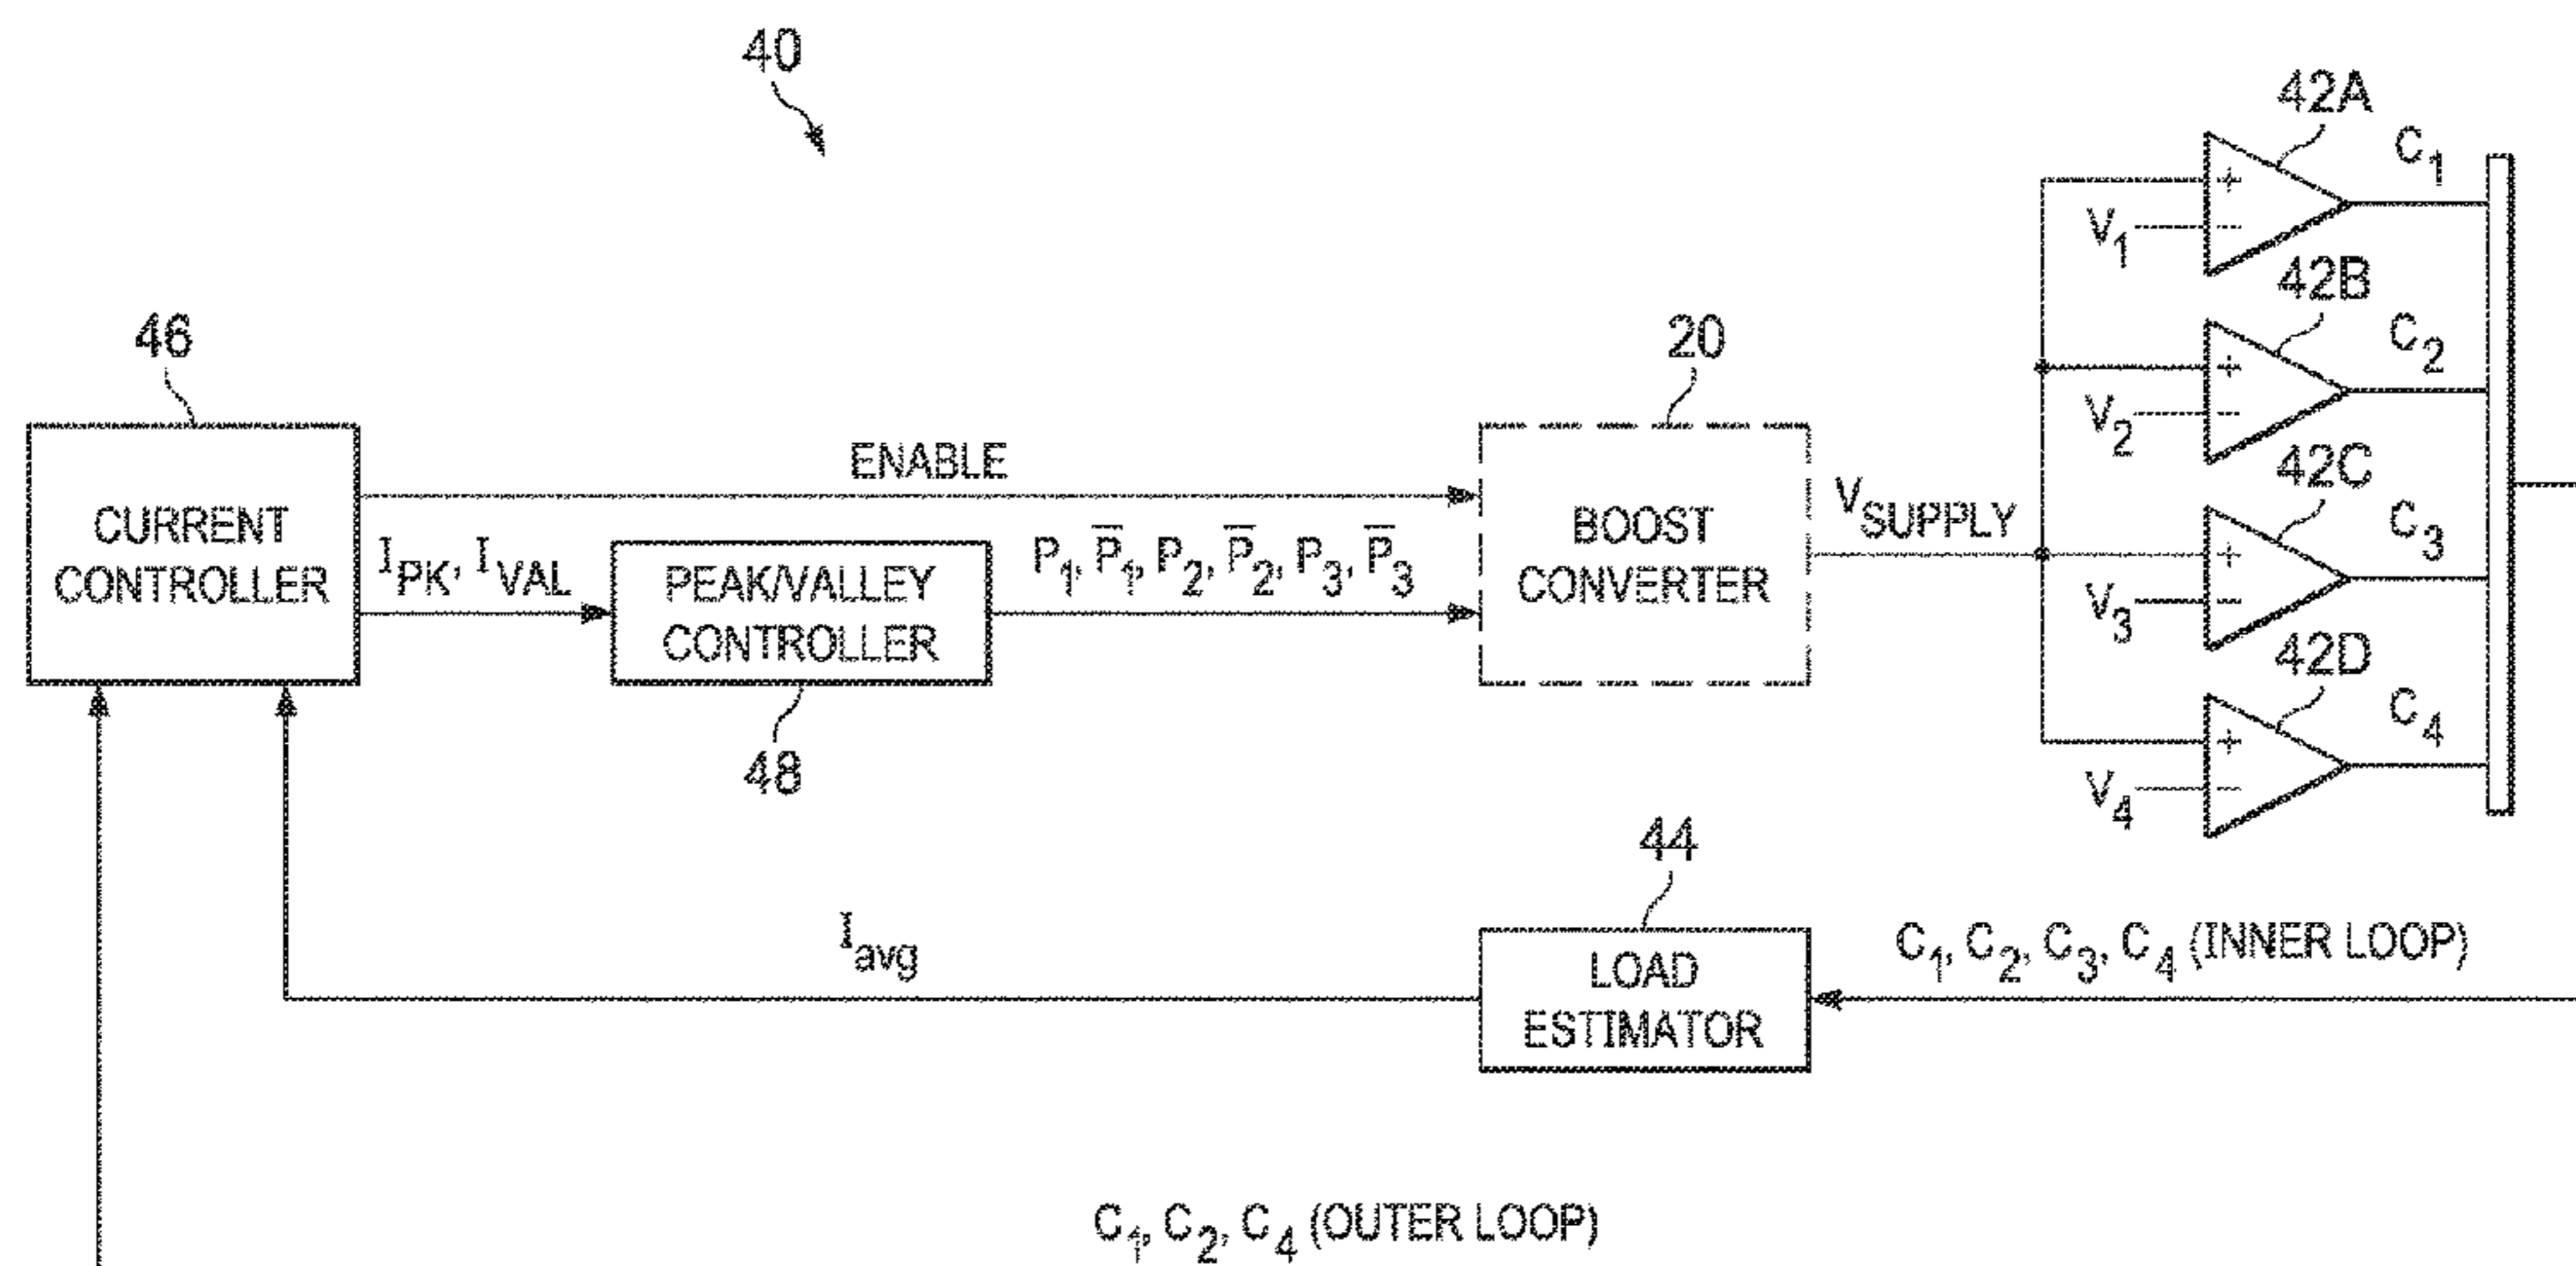 40
42A
C1
+
V1
-
42B
C2
+
V2
-
42C
C3
+
V3
-
42D
C4
+
V4
-
46
CURRENT
CONTROLLER
ENABLE
IPK, IVAL
PEAK/VALLEY
CONTROLLER
48
P1, P̅1, P2, P̅2, P3, P̅3
20
BOOST
CONVERTER
VSUPPLY
44
LOAD
ESTIMATOR
Iavg
C1, C2, C3, C4 (INNER LOOP)
C1, C2, C4 (OUTER LOOP)